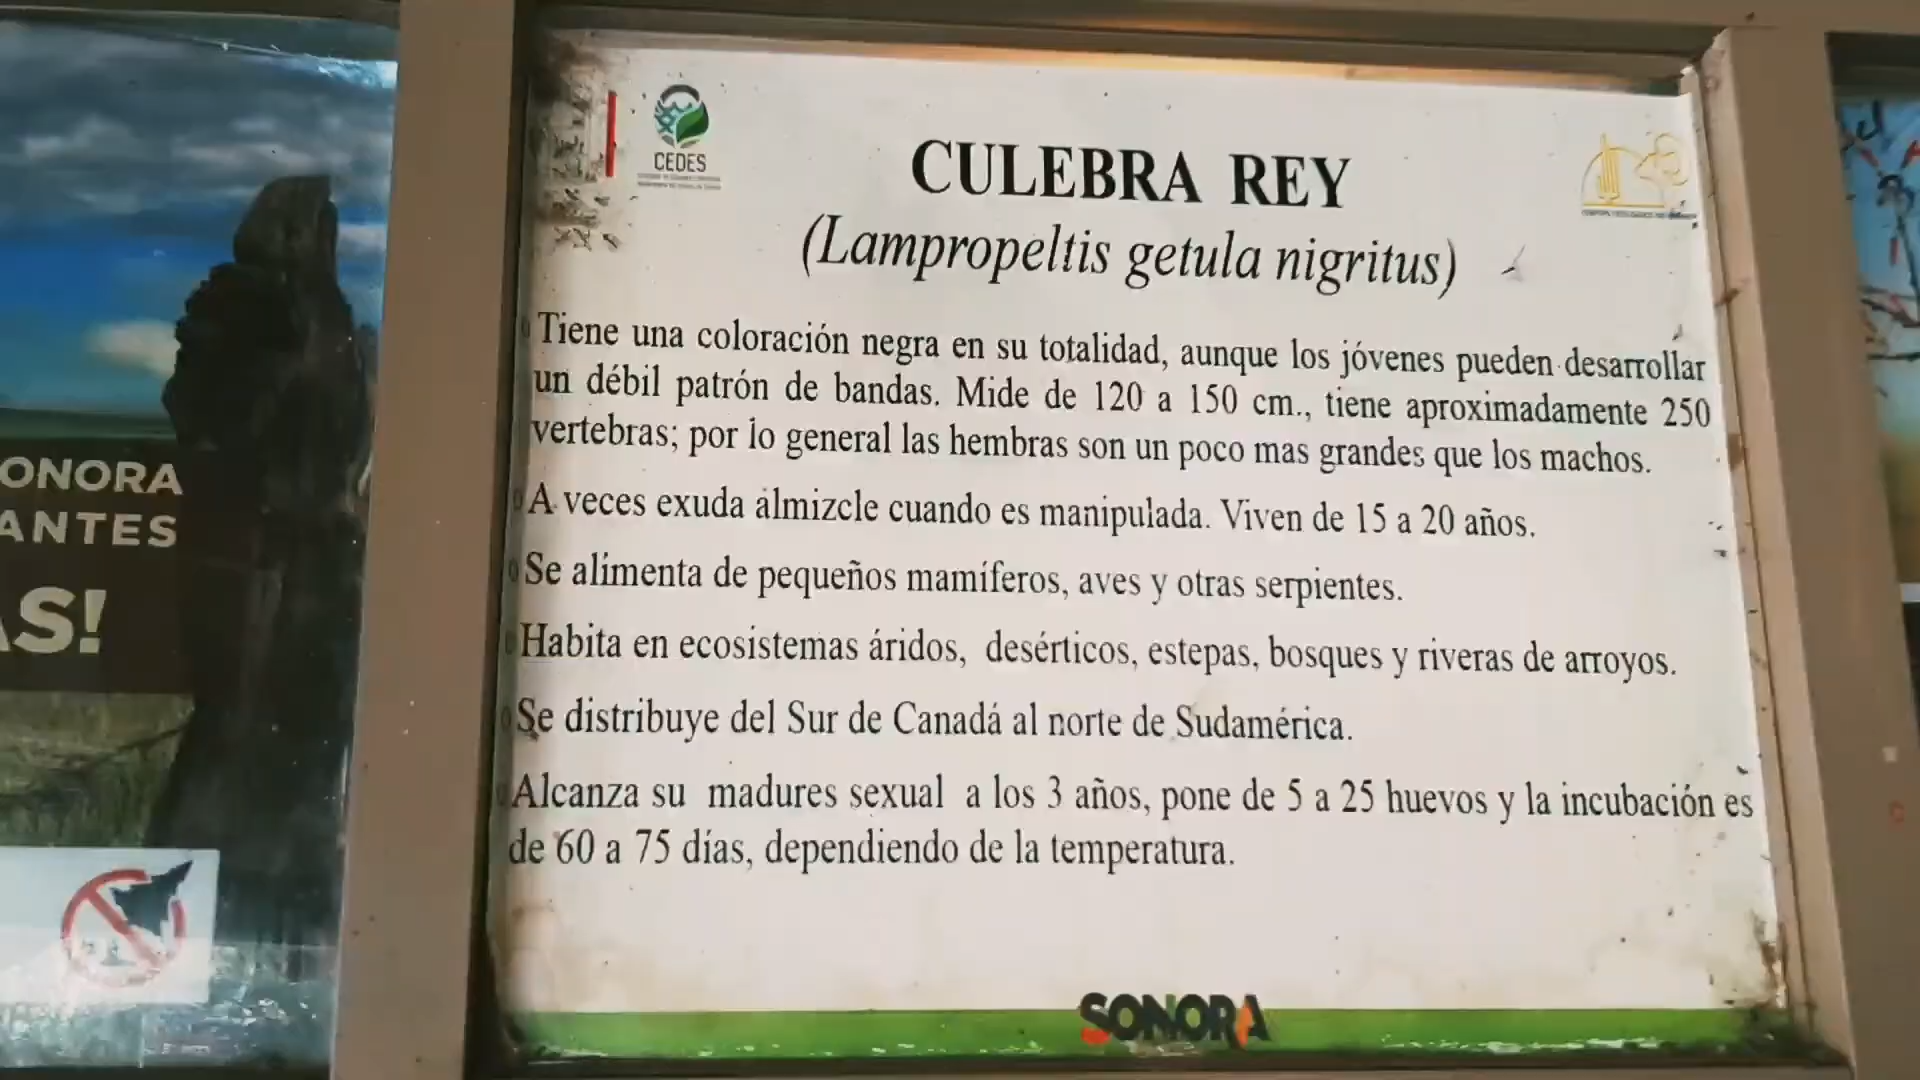 CEDES
CULEBRA REY
(Lampropeltis getula nigritus)
Tiene una coloración negra en su totalidad, aunque los jóvenes pueden desarrollar
un débil patrón de bandas. Mide de 120 a 150 cm., tiene aproximadamente 250
vertebras; por lo general las hembras son un poco mas grandes que los machos.
A veces exuda almizcle cuando es manipulada. Viven de 15 a 20 años.
Se alimenta de pequeños mamíferos, aves y otras serpientes.
Habita en ecosistemas áridos, desérticos, estepas, bosques y riveras de arroyos.
Se distribuye del Sur de Canadá al norte de Sudamérica.
Alcanza su madures sexual a los 3 años, pone de 5 a 25 huevos y la incubación es
de 60 a 75 días, dependiendo de la temperatura.
SONORA
ONORA
ANTES
AS!